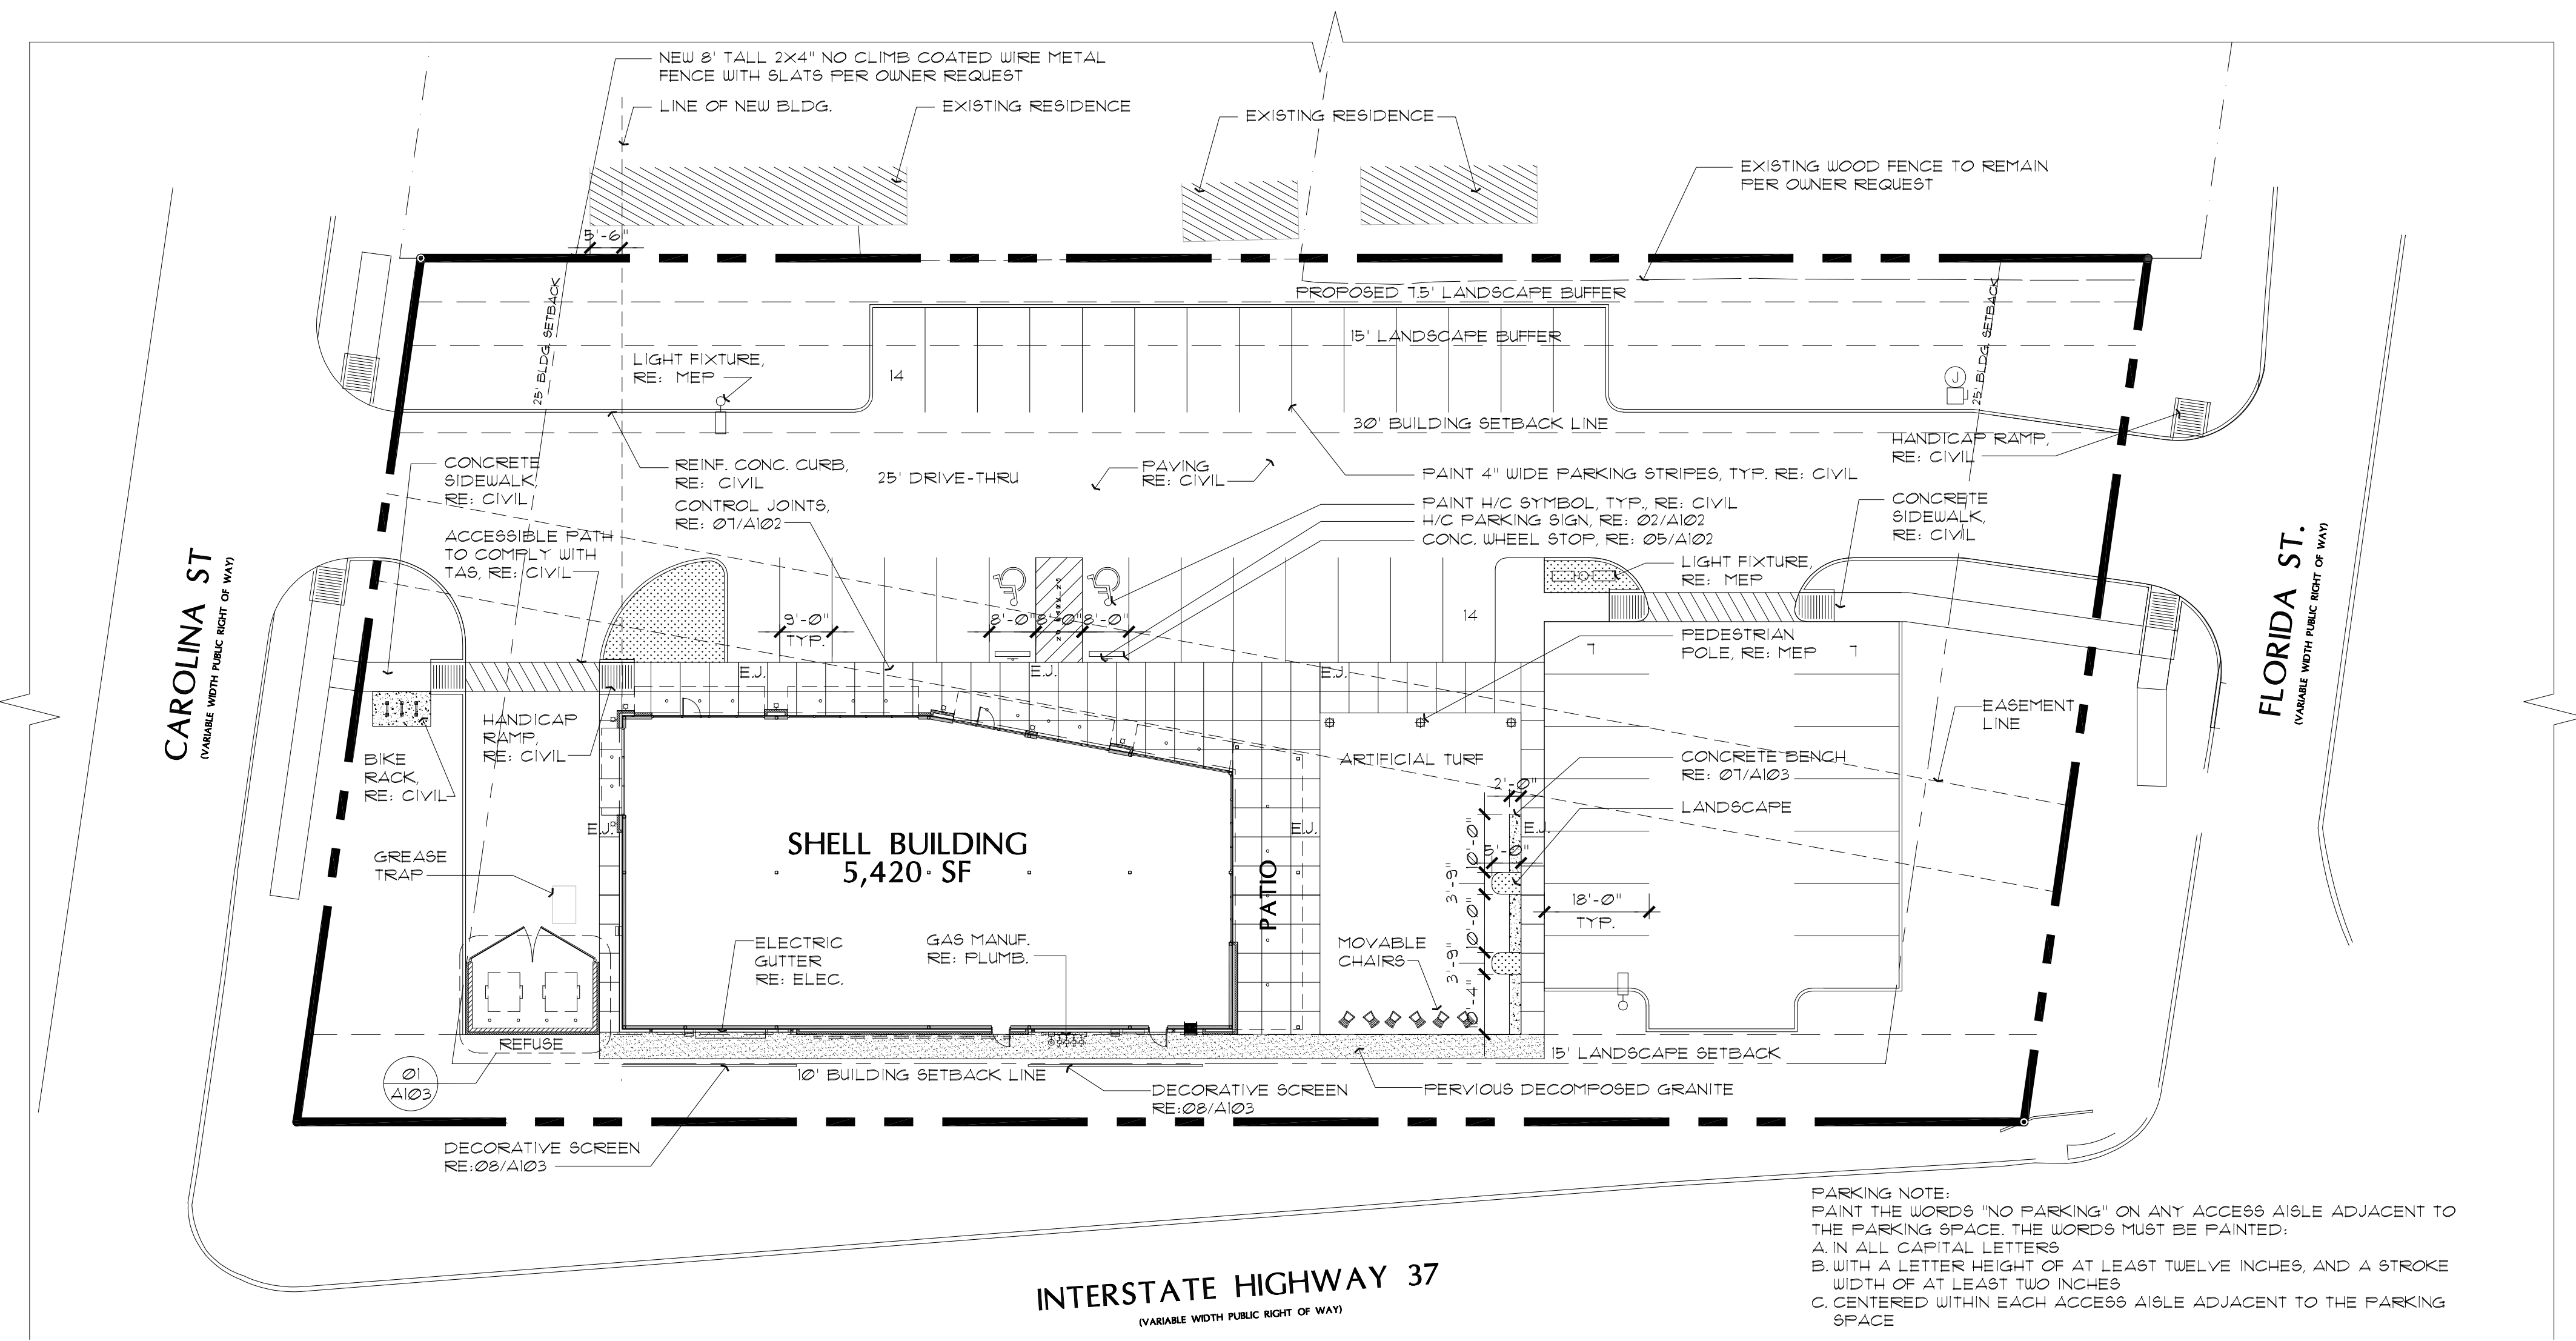 NEW 8' TALL 2X4" NO CLIMB COATED WIRE METAL
FENCE WITH SLATS PER OWNER REQUEST
LINE OF NEW BLDG.
EXISTING RESIDENCE
EXISTING RESIDENCE
EXISTING WOOD FENCE TO REMAIN
PER OWNER REQUEST
5'-6"
25' BLDG. SETBACK
PROPOSED 7.5' LANDSCAPE BUFFER
15' LANDSCAPE BUFFER
25' BLDG. SETBACK
LIGHT FIXTURE,
RE: MEP
14
J
30' BUILDING SETBACK LINE
HANDICAP RAMP,
RE: CIVIL
CONCRETE
SIDEWALK,
RE: CIVIL
REINF. CONC. CURB,
RE: CIVIL
25' DRIVE-THRU
PAVING
RE: CIVIL
PAINT 4" WIDE PARKING STRIPES, TYP. RE: CIVIL
CONTROL JOINTS,
RE: 07/A102
PAINT H/C SYMBOL, TYP., RE: CIVIL
H/C PARKING SIGN, RE: 02/A102
CONC. WHEEL STOP, RE: 05/A102
CONCRETE
SIDEWALK,
RE: CIVIL
ACCESSIBLE PATH
TO COMPLY WITH
TAS, RE: CIVIL
LIGHT FIXTURE,
RE: MEP
CAROLINA ST
(VARIABLE WIDTH PUBLIC RIGHT OF WAY)
FLORIDA ST.
(VARIABLE WIDTH PUBLIC RIGHT OF WAY)
9'-0"
TYP.
8'-0"
8'-0"
8'-0"
14
7
7
PEDESTRIAN
POLE, RE: MEP
E.J.
E.J.
E.J.
HANDICAP
RAMP,
RE: CIVIL
BIKE
RACK,
RE: CIVIL
EASEMENT
LINE
ARTIFICIAL TURF
CONCRETE BENCH
RE: 07/A103
2'-0"
LANDSCAPE
E.J.
E.J.
E.J.
SHELL BUILDING
5,420 SF
PATIO
GREASE
TRAP
5'-0"
3'-9"
3'-9"
18'-0"
TYP.
ELECTRIC
GUTTER
RE: ELEC.
GAS MANUF.
RE: PLUMB.
MOVABLE
CHAIRS
REFUSE
01
A103
15' LANDSCAPE SETBACK
10' BUILDING SETBACK LINE
DECORATIVE SCREEN
RE:08/A103
PERVIOUS DECOMPOSED GRANITE
DECORATIVE SCREEN
RE:08/A103
INTERSTATE HIGHWAY 37
(VARIABLE WIDTH PUBLIC RIGHT OF WAY)
PARKING NOTE:
PAINT THE WORDS "NO PARKING" ON ANY ACCESS AISLE ADJACENT TO
THE PARKING SPACE. THE WORDS MUST BE PAINTED:
A. IN ALL CAPITAL LETTERS
B. WITH A LETTER HEIGHT OF AT LEAST TWELVE INCHES, AND A STROKE
WIDTH OF AT LEAST TWO INCHES
C. CENTERED WITHIN EACH ACCESS AISLE ADJACENT TO THE PARKING
SPACE